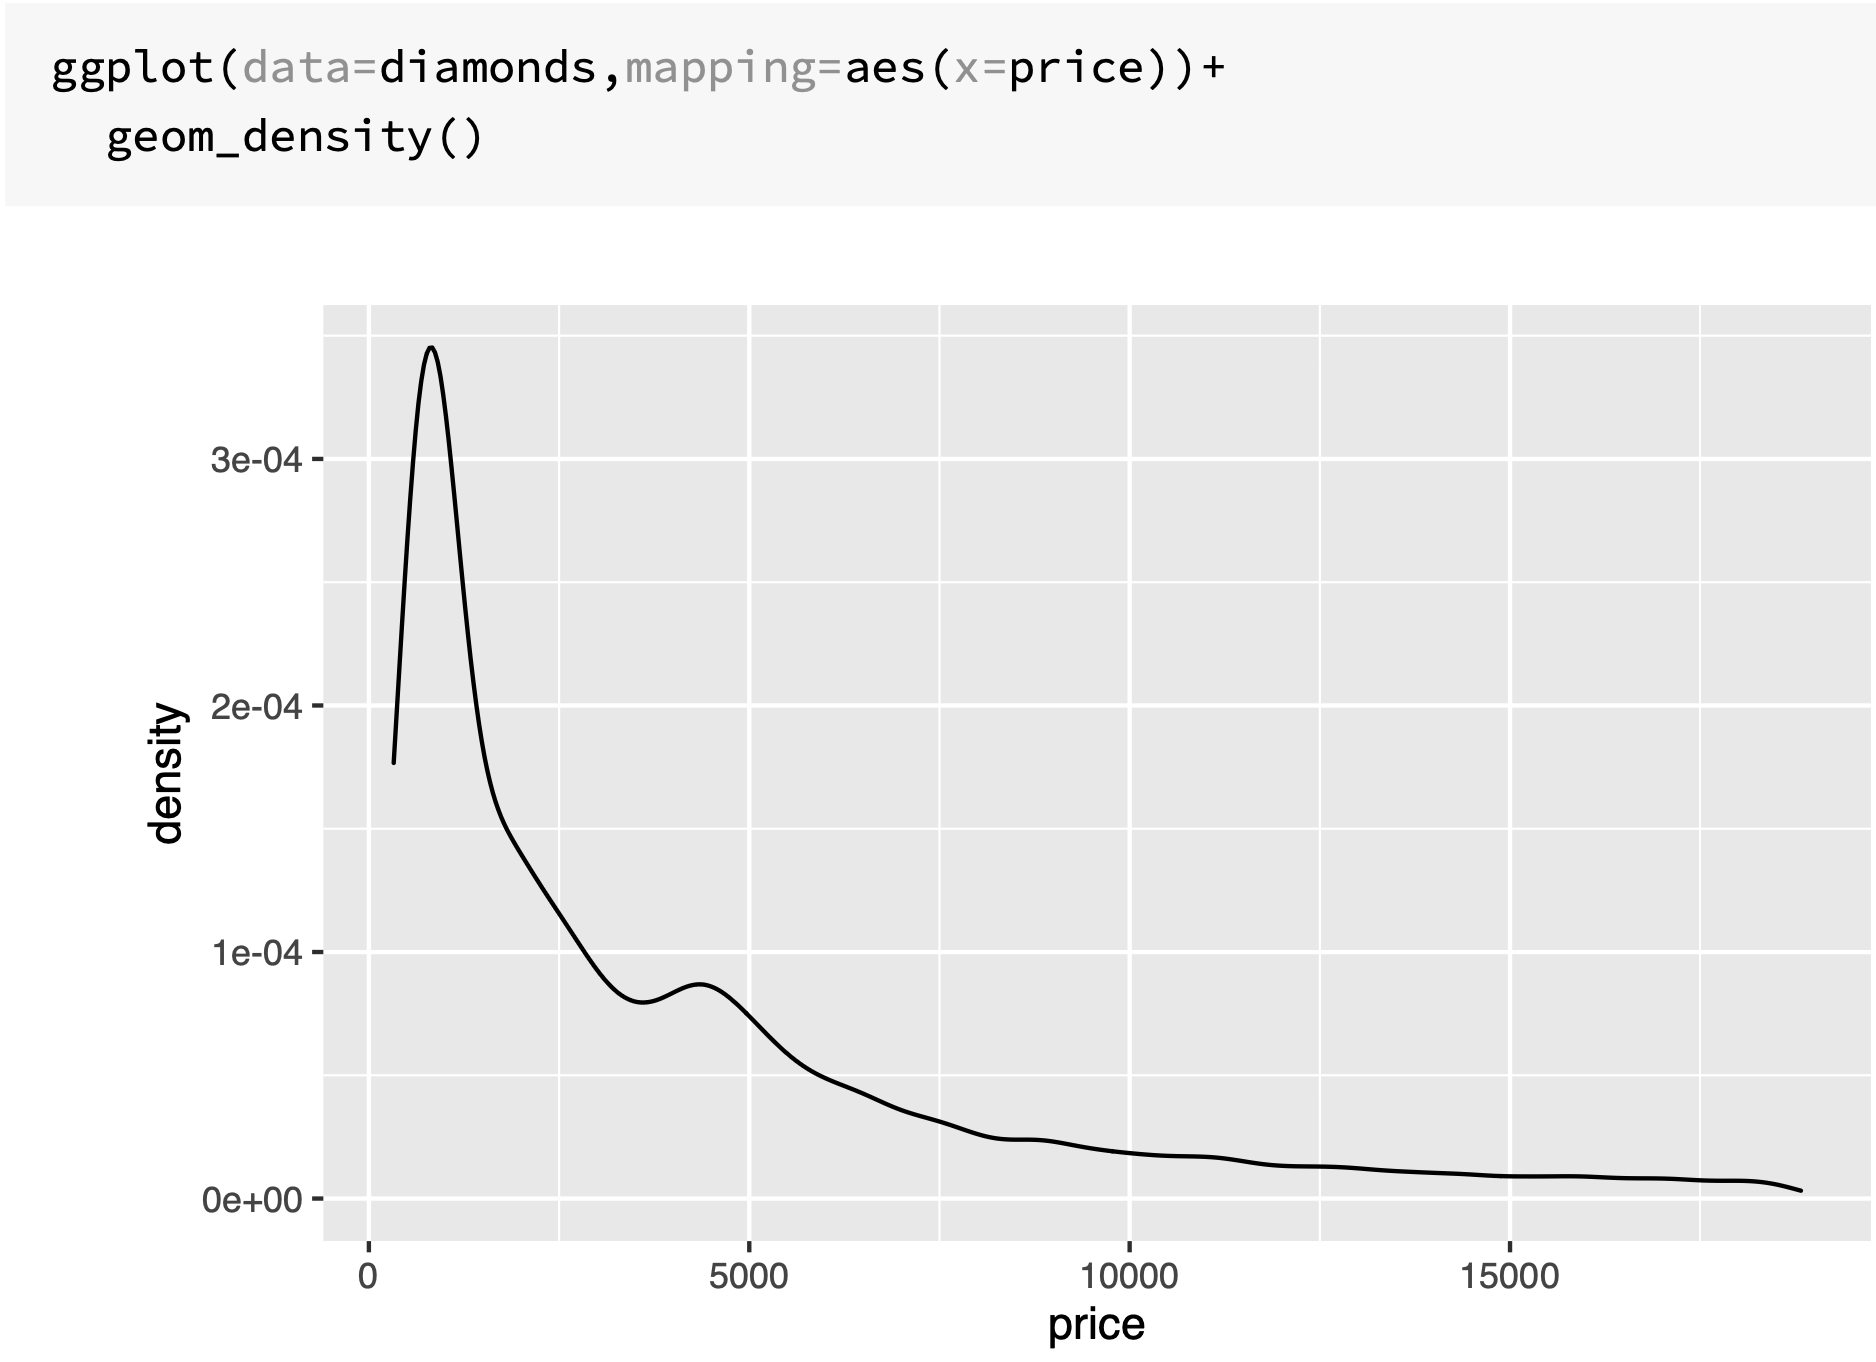 ggplot(data=diamonds,mapping=aes(x=price))+
  geom_density()
3e-04
2e-04
1e-04
0e+00
density
0 5000 10000 15000
price